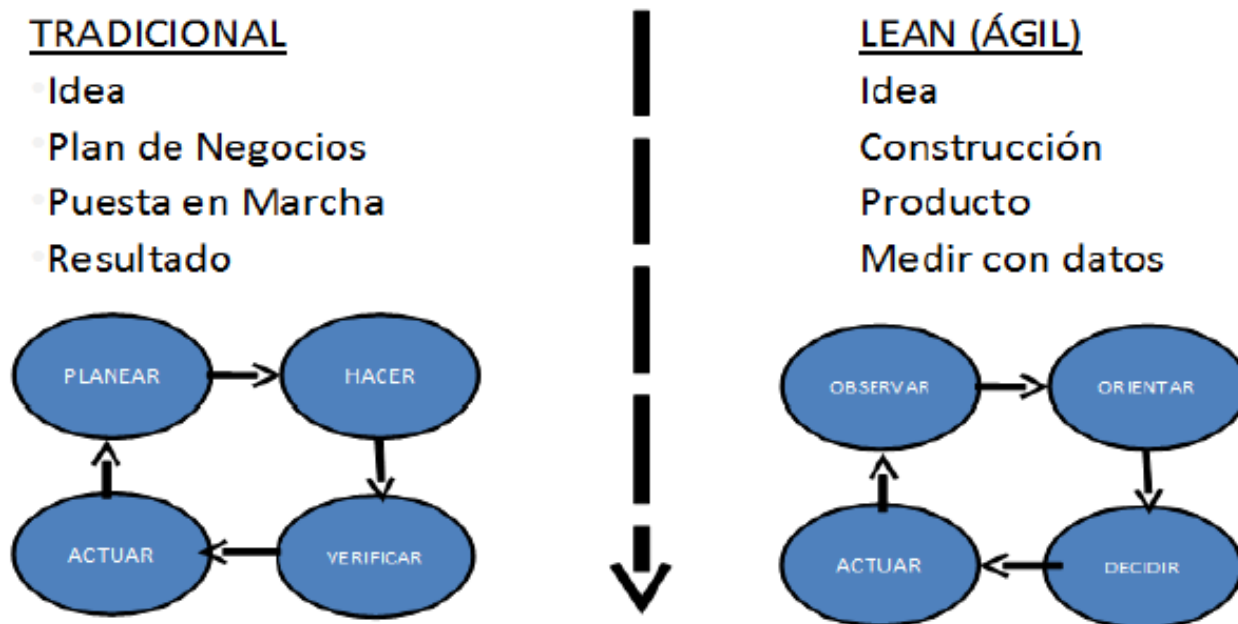 TRADICIONAL
Idea
Plan de Negocios
Puesta en Marcha
Resultado
PLANEAR
HACER
ACTUAR
VERIFICAR
LEAN (ÁGIL)
Idea
Construcción
Producto
Medir con datos
OBSERVAR
ORIENTAR
ACTUAR
DECIDIR